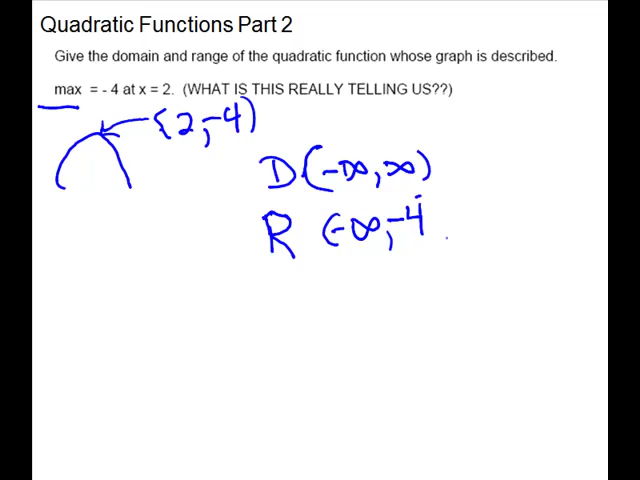 Quadratic Functions Part 2
Give the domain and range of the quadratic function whose graph is described.
max = - 4 at x = 2. (WHAT IS THIS REALLY TELLING US??)
(2,-4)
D (-∞, ∞)
R (-∞, -4